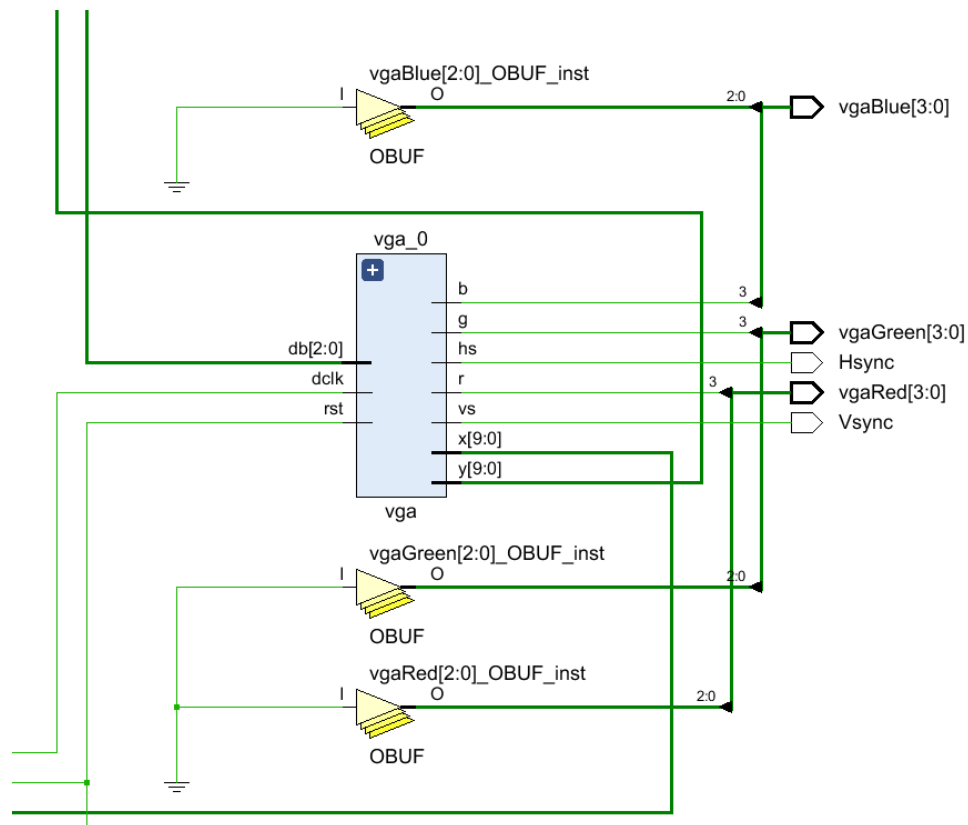 vgaBlue[2:0]_OBUF_inst
I
O
2:0
vgaBlue[3:0]
OBUF
vga_0
b
3
g
3
vgaGreen[3:0]
db[2:0]
hs
Hsync
dclk
r
3
vgaRed[3:0]
rst
vs
Vsync
x[9:0]
y[9:0]
vga
vgaGreen[2:0]_OBUF_inst
I
O
2:0
OBUF
vgaRed[2:0]_OBUF_inst
I
O
2:0
OBUF